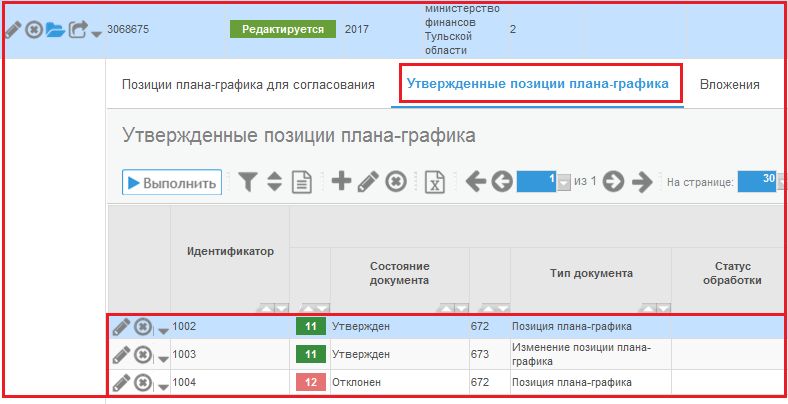 министерство
финансов
3068675 Редактируется 2017 Тульской 2
области
Позиции плана-графика для согласования Утвержденные позиции плана-графика Вложения
Утвержденные позиции плана-графика
Выполнить 1 из 1 На странице: 30
Идентификатор
Состояние документа Тип документа Статус обработки
1002 11 Утвержден 672 Позиция плана-графика
1003 11 Утвержден 673 Изменение позиции плана-
графика
1004 12 Отклонен 672 Позиция плана-графика